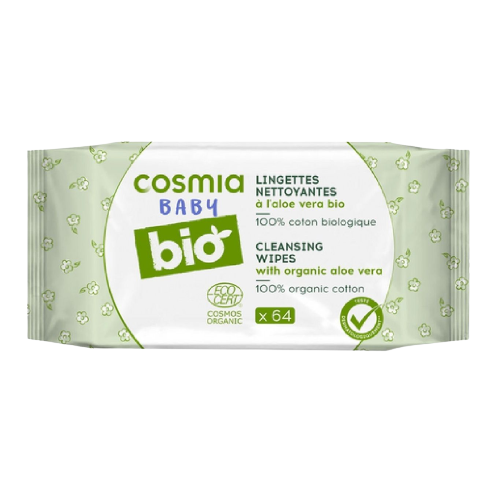 cosmia
BABY
bio
ECO
CERT
COSMOS
ORGANIC
LINGETTES
NETTOYANTES
à l'aloe vera bio
100% coton biologique
CLEANSING
WIPES
with organic aloe vera
100% organic cotton
x 64
TESTÉ